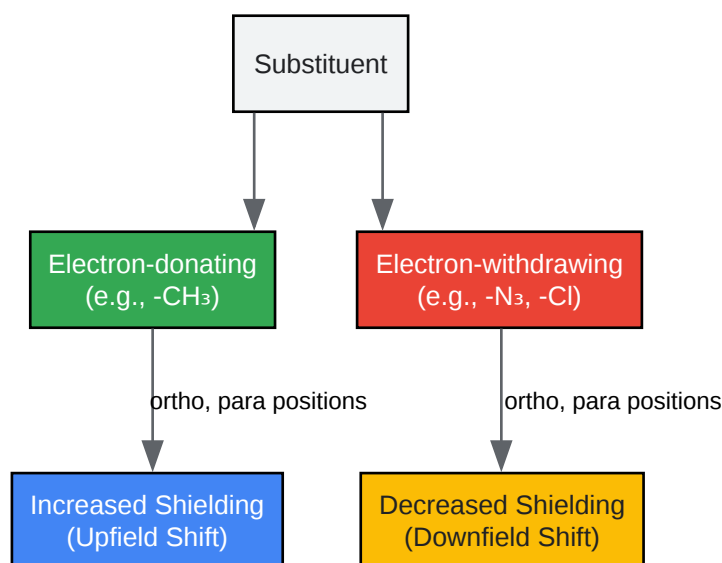 Substituent
Electron-donating
(e.g., -CH₃)
Electron-withdrawing
(e.g., -N₃, -Cl)
ortho, para positions
ortho, para positions
Increased Shielding
(Upfield Shift)
Decreased Shielding
(Downfield Shift)